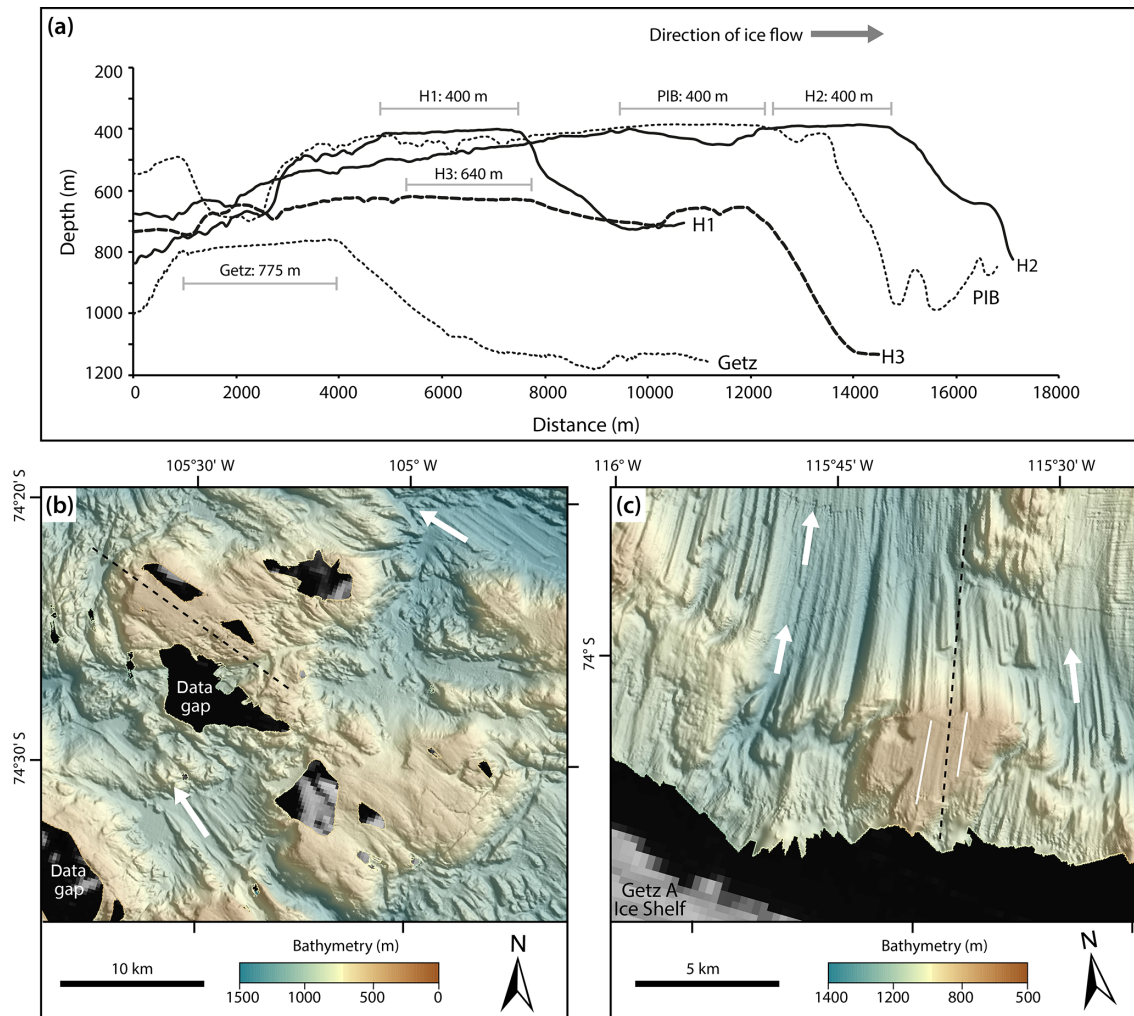 (a)
Direction of ice flow
200
400
600
800
1000
1200
Depth (m)
H1: 400 m
PIB: 400 m
H2: 400 m
H3: 640 m
Getz: 775 m
H1
H2
PIB
H3
Getz
0
2000
4000
6000
8000
10000
12000
14000
16000
18000
Distance (m)
105°30' W
105° W
116° W
115°45' W
115°30' W
74°20' S
74°30' S
(b)
Data
gap
Data
gap
74° S
(c)
Getz A
Ice Shelf
10 km
Bathymetry (m)
1500
1000
500
0
N
5 km
Bathymetry (m)
1400
1200
800
500
N